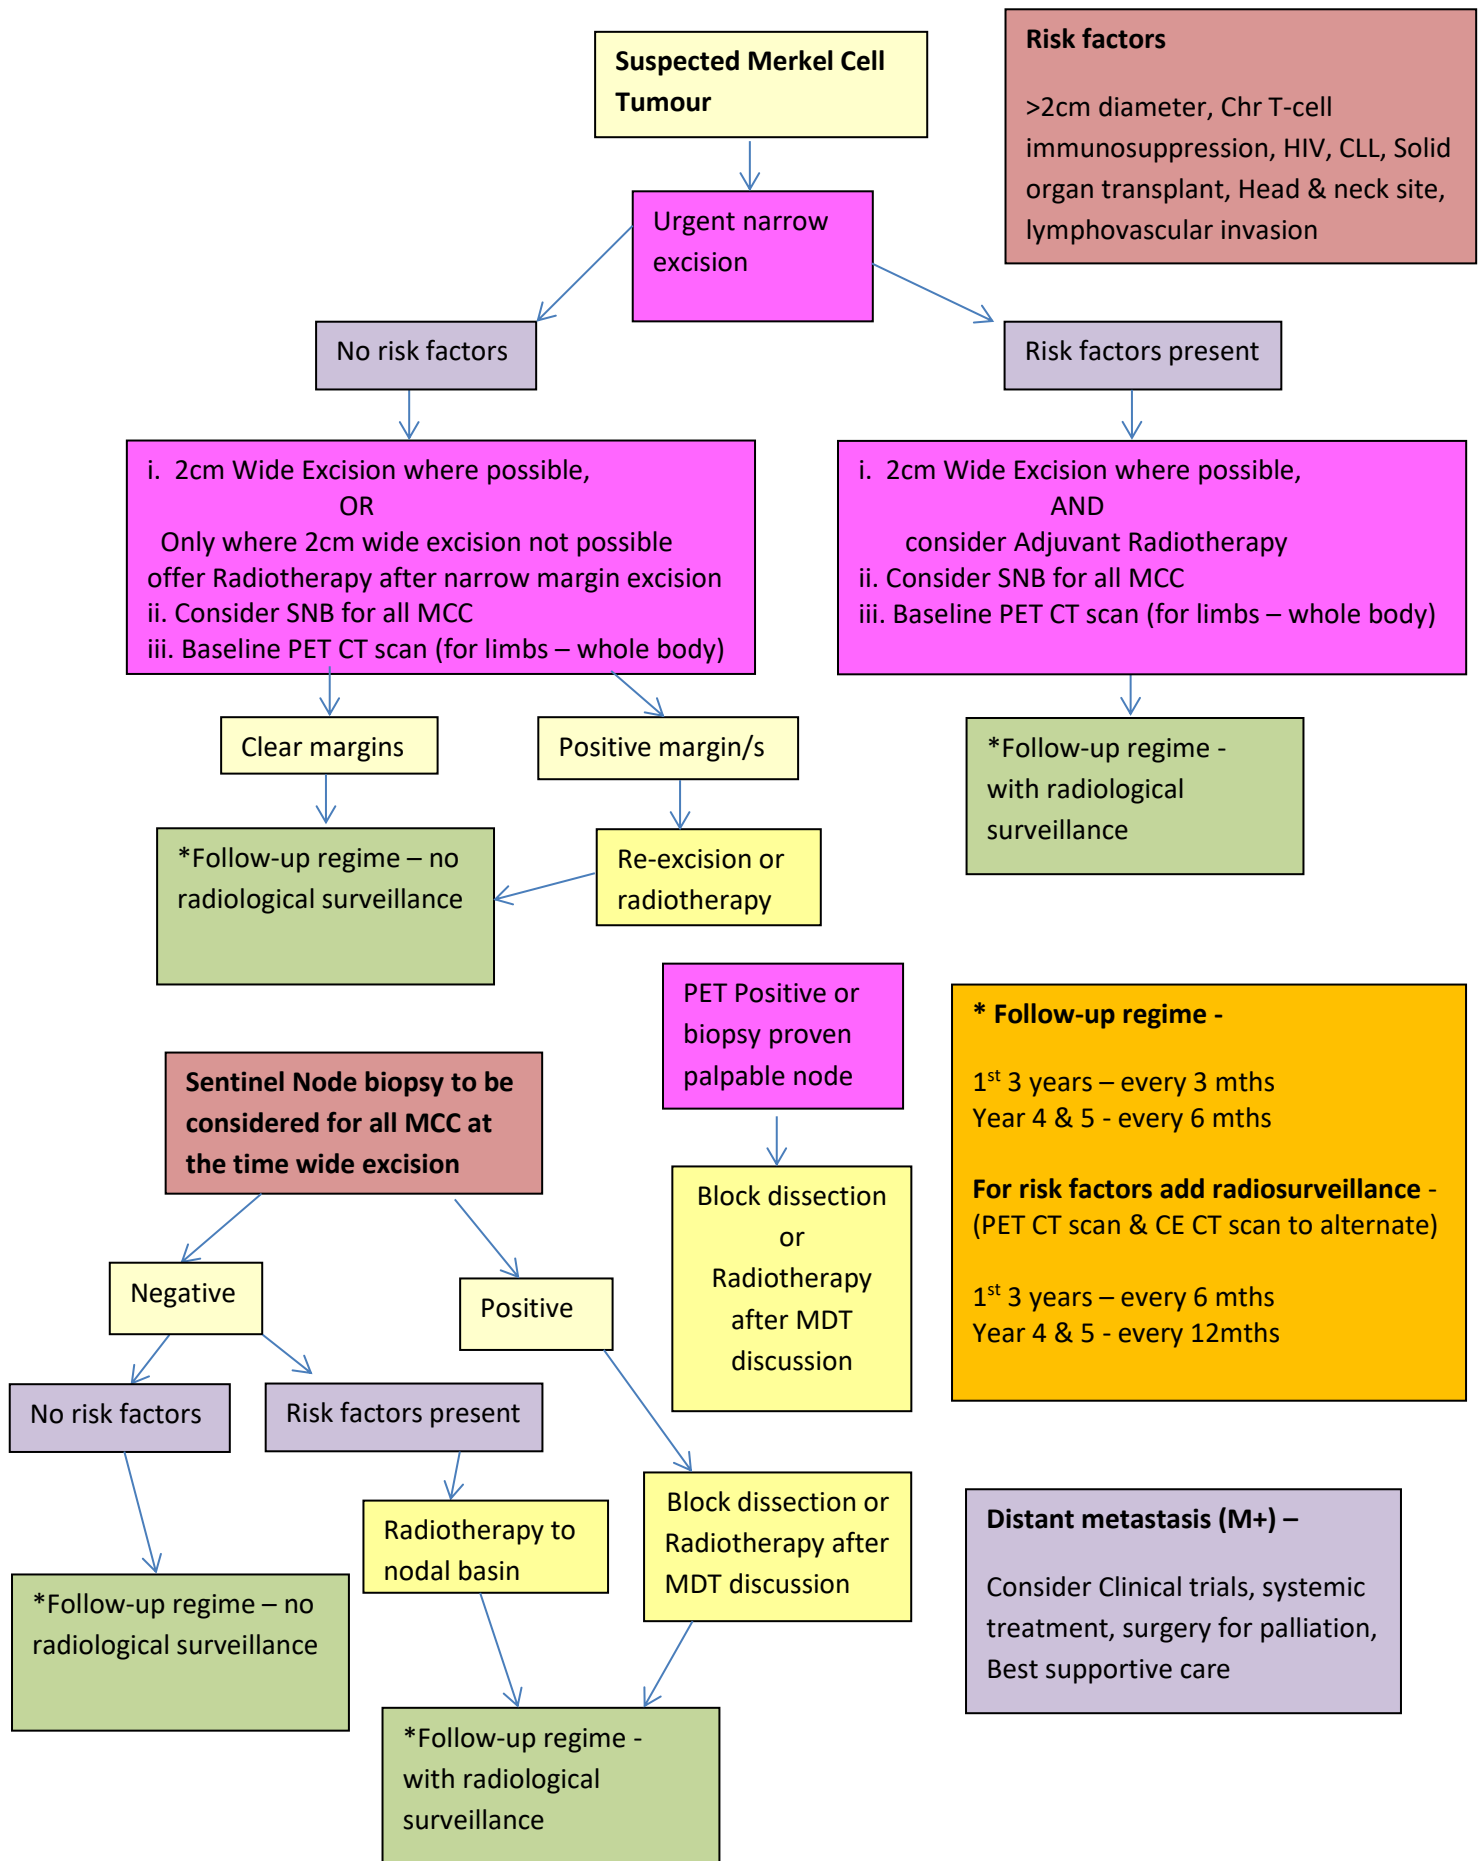 Suspected Merkel Cell
Tumour
Risk factors
>2cm diameter, Chr T-cell
immunosuppression, HIV, CLL, Solid
organ transplant, Head & neck site,
lymphovascular invasion
Urgent narrow
excision
No risk factors
Risk factors present
i. 2cm Wide Excision where possible,
OR
Only where 2cm wide excision not possible
offer Radiotherapy after narrow margin excision
ii. Consider SNB for all MCC
iii. Baseline PET CT scan (for limbs – whole body)
i. 2cm Wide Excision where possible,
AND
consider Adjuvant Radiotherapy
ii. Consider SNB for all MCC
iii. Baseline PET CT scan (for limbs – whole body)
Clear margins
Positive margin/s
*Follow-up regime -
with radiological
surveillance
*Follow-up regime – no
radiological surveillance
Re-excision or
radiotherapy
PET Positive or
biopsy proven
palpable node
* Follow-up regime -
1st 3 years – every 3 mths
Year 4 & 5 - every 6 mths
For risk factors add radiosurveillance -
(PET CT scan & CE CT scan to alternate)
1st 3 years – every 6 mths
Year 4 & 5 - every 12mths
Sentinel Node biopsy to be
considered for all MCC at
the time wide excision
Block dissection
or
Radiotherapy
after MDT
discussion
Negative
Positive
No risk factors
Risk factors present
Radiotherapy to
nodal basin
Block dissection or
Radiotherapy after
MDT discussion
Distant metastasis (M+) –
Consider Clinical trials, systemic
treatment, surgery for palliation,
Best supportive care
*Follow-up regime – no
radiological surveillance
*Follow-up regime -
with radiological
surveillance